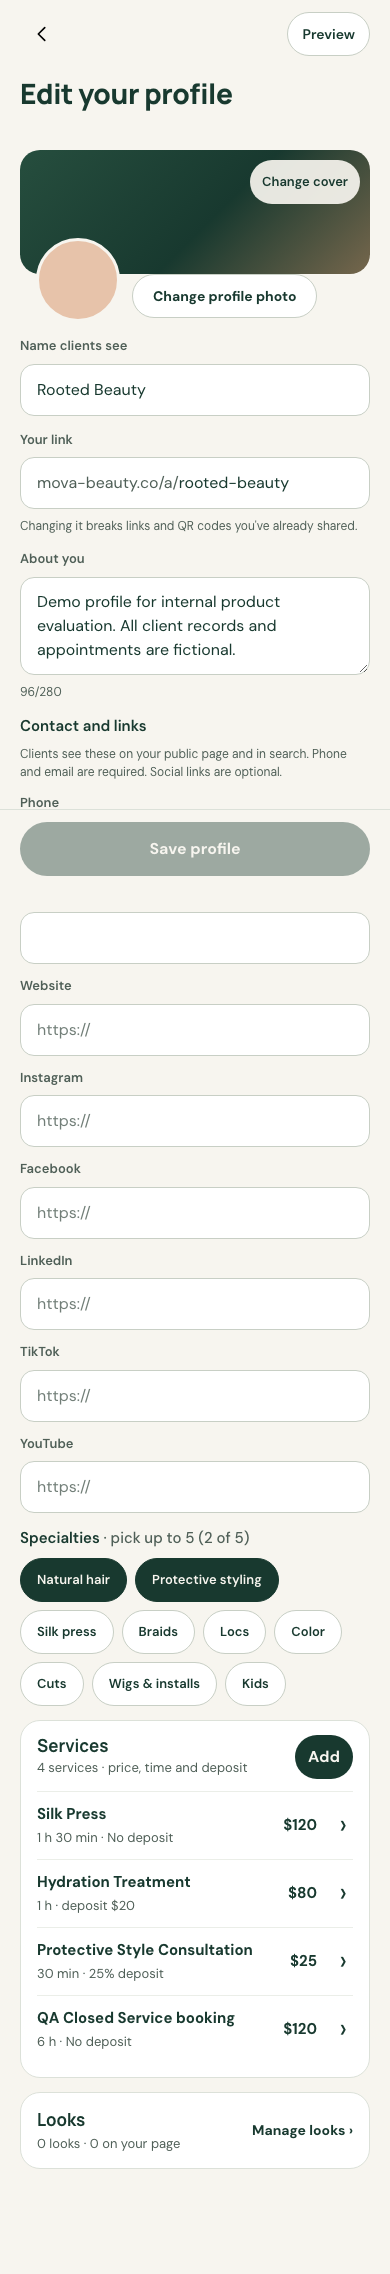 Preview
Edit your profile
Change cover
Change profile photo
Name clients see
Rooted Beauty
Your link
mova-beauty.co/a/rooted-beauty
Changing it breaks links and QR codes you've already shared.
About you
Demo profile for internal product
evaluation. All client records and
appointments are fictional.
96/280
Contact and links
Clients see these on your public page and in search. Phone
and email are required. Social links are optional.
Phone
Save profile
Website
https://
Instagram
https://
Facebook
https://
LinkedIn
https://
TikTok
https://
YouTube
https://
Specialties · pick up to 5 (2 of 5)
Natural hair Protective styling
Silk press Braids Locs Color
Cuts Wigs & installs Kids
Services
4 services · price, time and deposit
Add
Silk Press
1 h 30 min · No deposit
$120 ›
Hydration Treatment
1 h · deposit $20
$80 ›
Protective Style Consultation
30 min · 25% deposit
$25 ›
QA Closed Service booking
6 h · No deposit
$120 ›
Looks
0 looks · 0 on your page
Manage looks ›